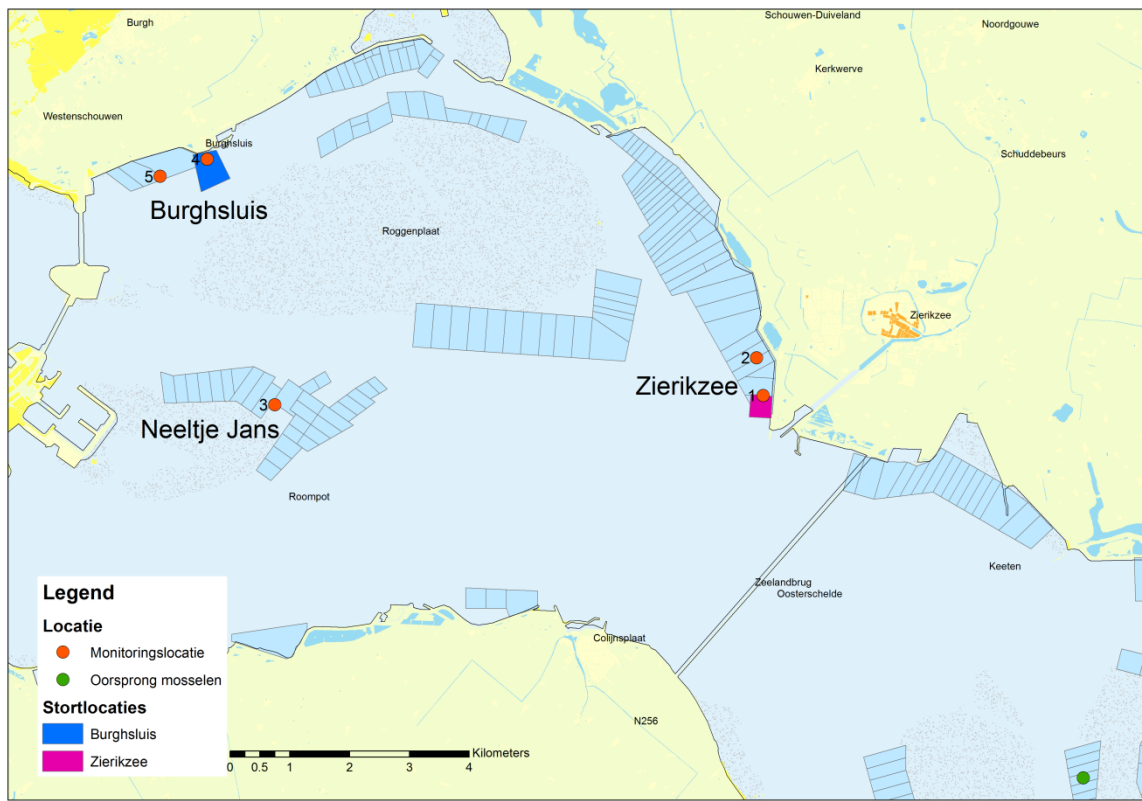 Burgh
Schouwen-Duiveland
Noordgouwe
Kerkwerve
Westenschouwen
Burghsluis
Schuddebeurs
4
5
Burghsluis
Roggenplaat
Zierikzee
2
Zierikzee
1
3
Neeltje Jans
Roompot
Keeten
Zeelandbrug
Oosterschelde
Colijnsplaat
N256
Legend
Locatie
Monitoringslocatie
Oorsprong mosselen
Stortlocaties
Burghsluis
Zierikzee
Kilometers
0 0.5 1 2 3 4